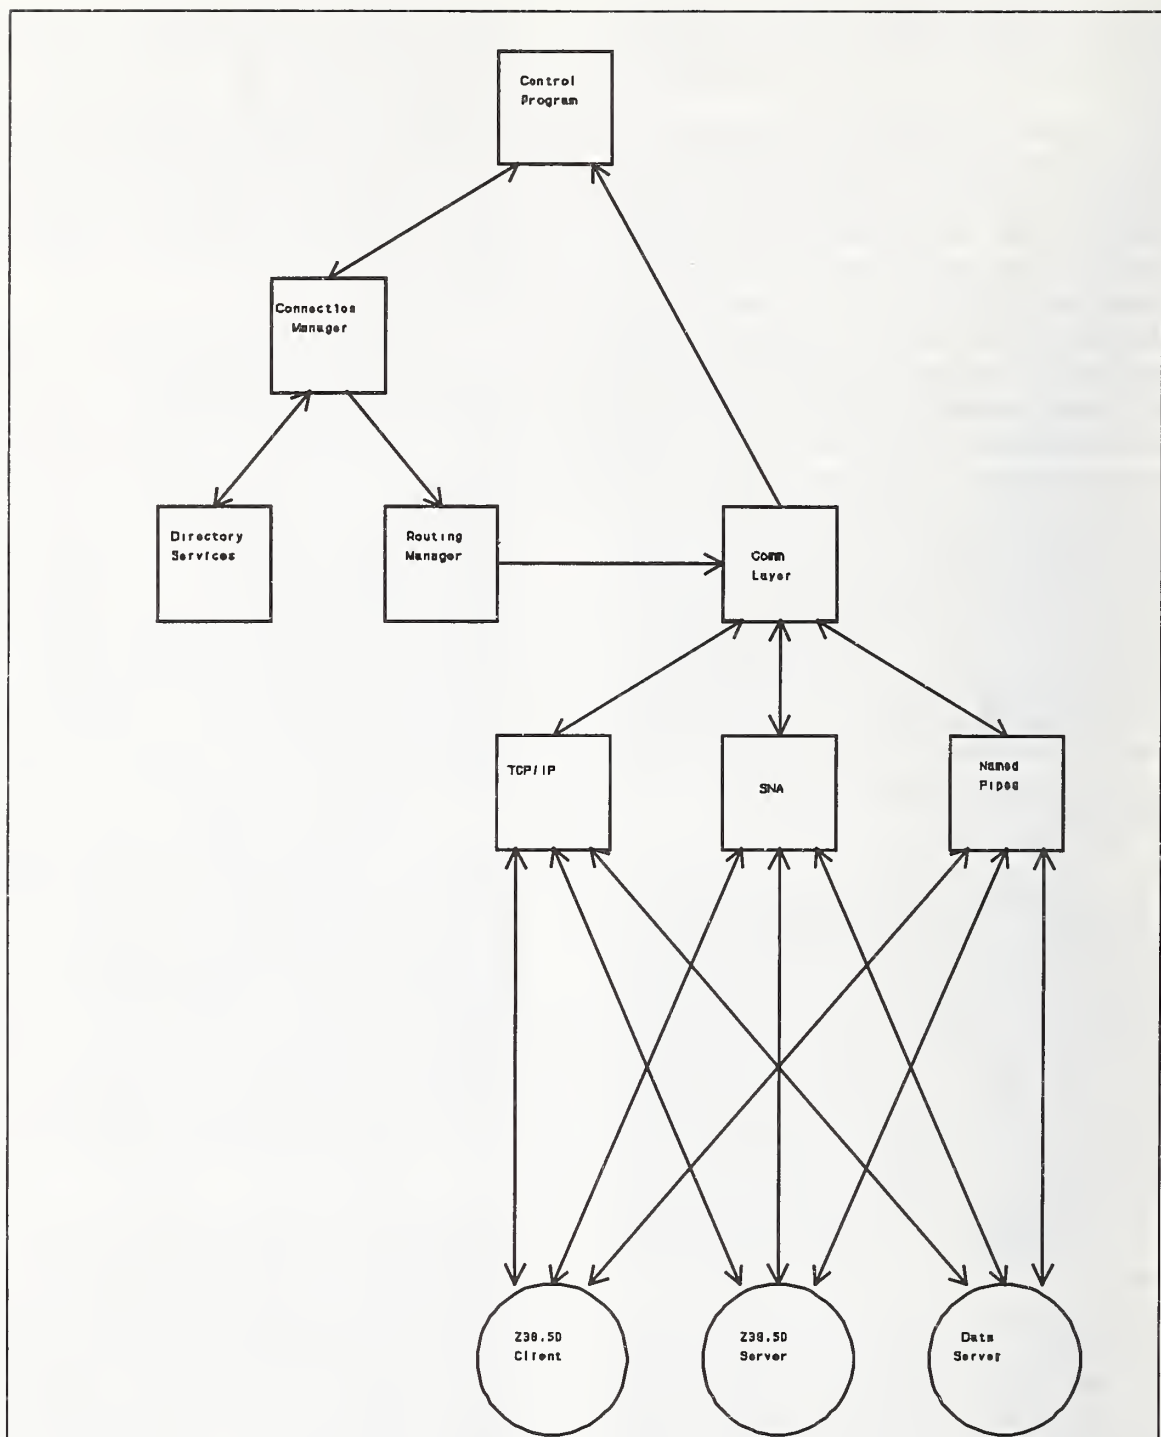 Control
Program
Connection
Manager
Directory
Services
Routing
Manager
Comm
Layer
TCP/IP
SNA
Named
Pipes
Z39.50
Client
Z39.50
Server
Data
Server